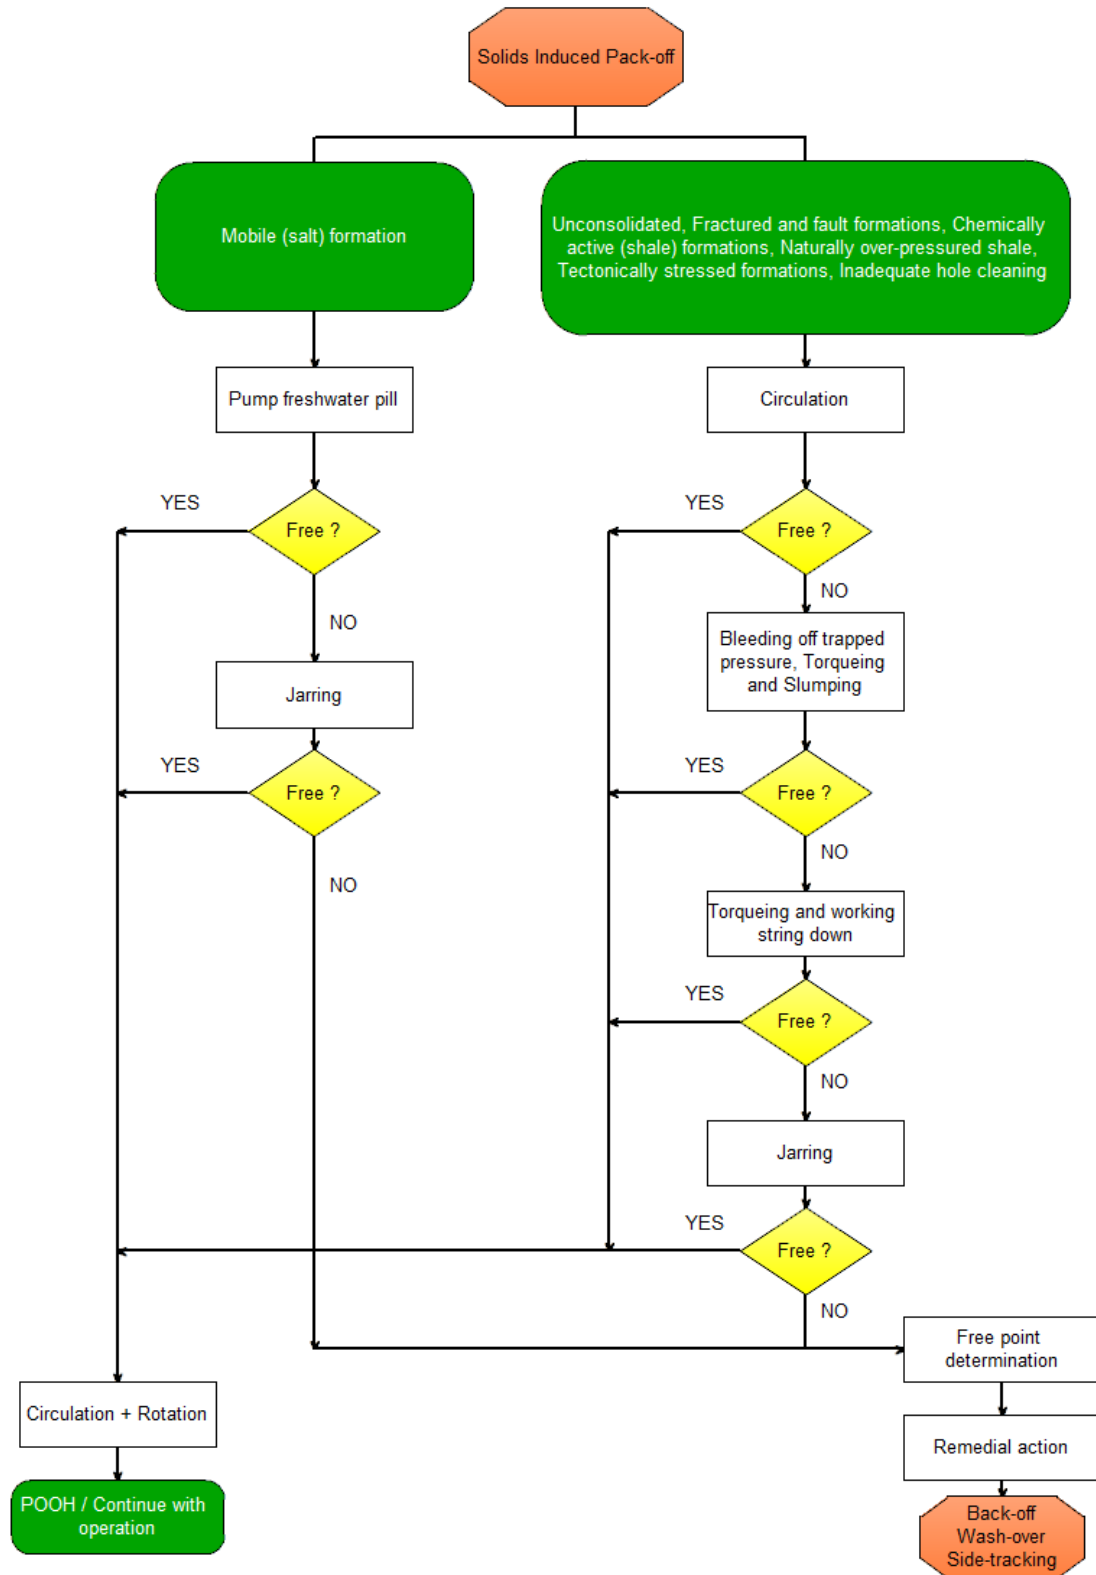 Solids Induced Pack-off
Mobile (salt) formation
Unconsolidated, Fractured and fault formations, Chemically
active (shale) formations, Naturally over-pressured shale,
Tectonically stressed formations, Inadequate hole cleaning
Pump freshwater pill
Circulation
YES
Free ?
YES
Free ?
NO
NO
Bleeding off trapped
pressure, Torqueing
and Slumping
Jarring
YES
Free ?
YES
Free ?
NO
NO
Torqueing and working
string down
YES
Free ?
NO
Jarring
YES
Free ?
NO
Free point
determination
Circulation + Rotation
Remedial action
POOH / Continue with
operation
Back-off
Wash-over
Side-tracking